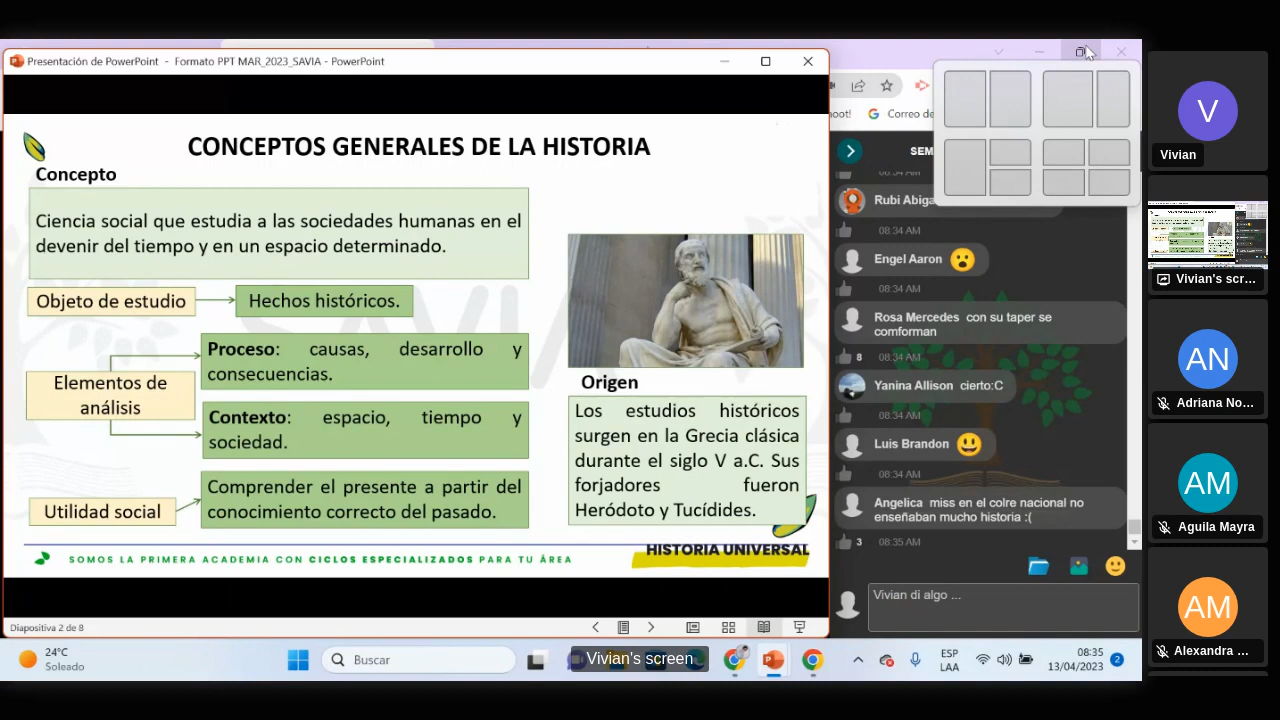 Presentación de PowerPoint - Formato PPT MAR_2023_SAVIA - PowerPoint
CONCEPTOS GENERALES DE LA HISTORIA
Concepto
Ciencia social que estudia a las sociedades humanas en el
devenir del tiempo y en un espacio determinado.
Objeto de estudio
Hechos históricos.
Elementos de
análisis
Proceso: causas, desarrollo y
consecuencias.
Contexto: espacio, tiempo y
sociedad.
Utilidad social
Comprender el presente a partir del
conocimiento correcto del pasado.
Origen
Los estudios históricos
surgen en la Grecia clásica
durante el siglo V a.C. Sus
forjadores fueron
Heródoto y Tucídides.
SOMOS LA PRIMERA ACADEMIA CON CICLOS ESPECIALIZADOS PARA TU ÁREA
HISTORIA UNIVERSAL
Diapositiva 2 de 8
Correo de
SEM
08:34 AM
Rubi Abiga
08:34 AM
Engel Aaron
08:34 AM
Rosa Mercedes con su taper se
comforman
8 08:34 AM
Yanina Allison cierto:C
08:34 AM
Luis Brandon
08:34 AM
Angelica miss en el colre nacional no
enseñaban mucho historia :(
3 08:35 AM
Vivian di algo ...
24°C
Soleado
Buscar
Vivian's screen
ESP
LAA
08:35
13/04/2023
2
V
Vivian
Vivian's scr...
AN
Adriana No...
AM
Aguila Mayra
AM
Alexandra ...